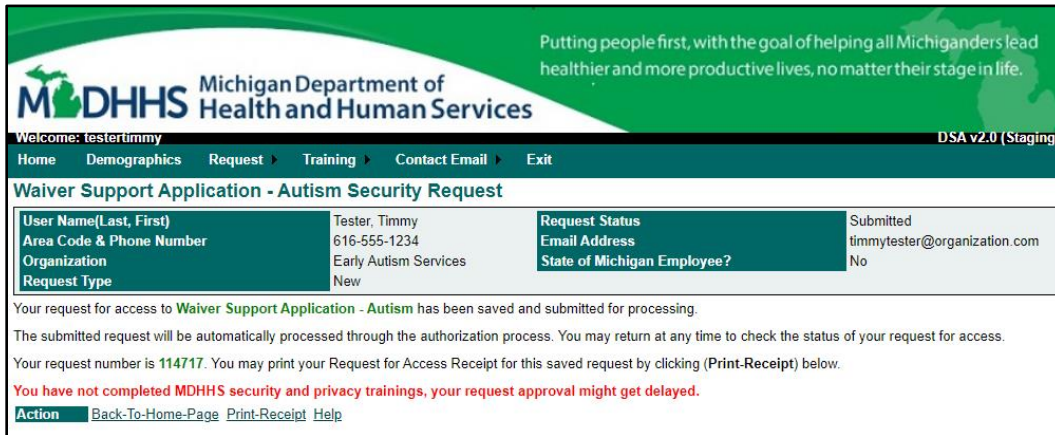 Putting people first, with the goal of helping all Michiganders lead
healthier and more productive lives, no matter their stage in life.
MDHHS Michigan Department of
Health and Human Services
Welcome: testertimmy DSA v2.0 (Staging
Home Demographics Request Training Contact Email Exit
Waiver Support Application - Autism Security Request
User Name(Last, First) Tester, Timmy Request Status Submitted
Area Code & Phone Number 616-555-1234 Email Address timmytester@organization.com
Organization Early Autism Services State of Michigan Employee? No
Request Type New
Your request for access to Waiver Support Application - Autism has been saved and submitted for processing.
The submitted request will be automatically processed through the authorization process. You may return at any time to check the status of your request for access.
Your request number is 114717. You may print your Request for Access Receipt for this saved request by clicking (Print-Receipt) below.
You have not completed MDHHS security and privacy trainings, your request approval might get delayed.
Action Back-To-Home-Page Print-Receipt Help